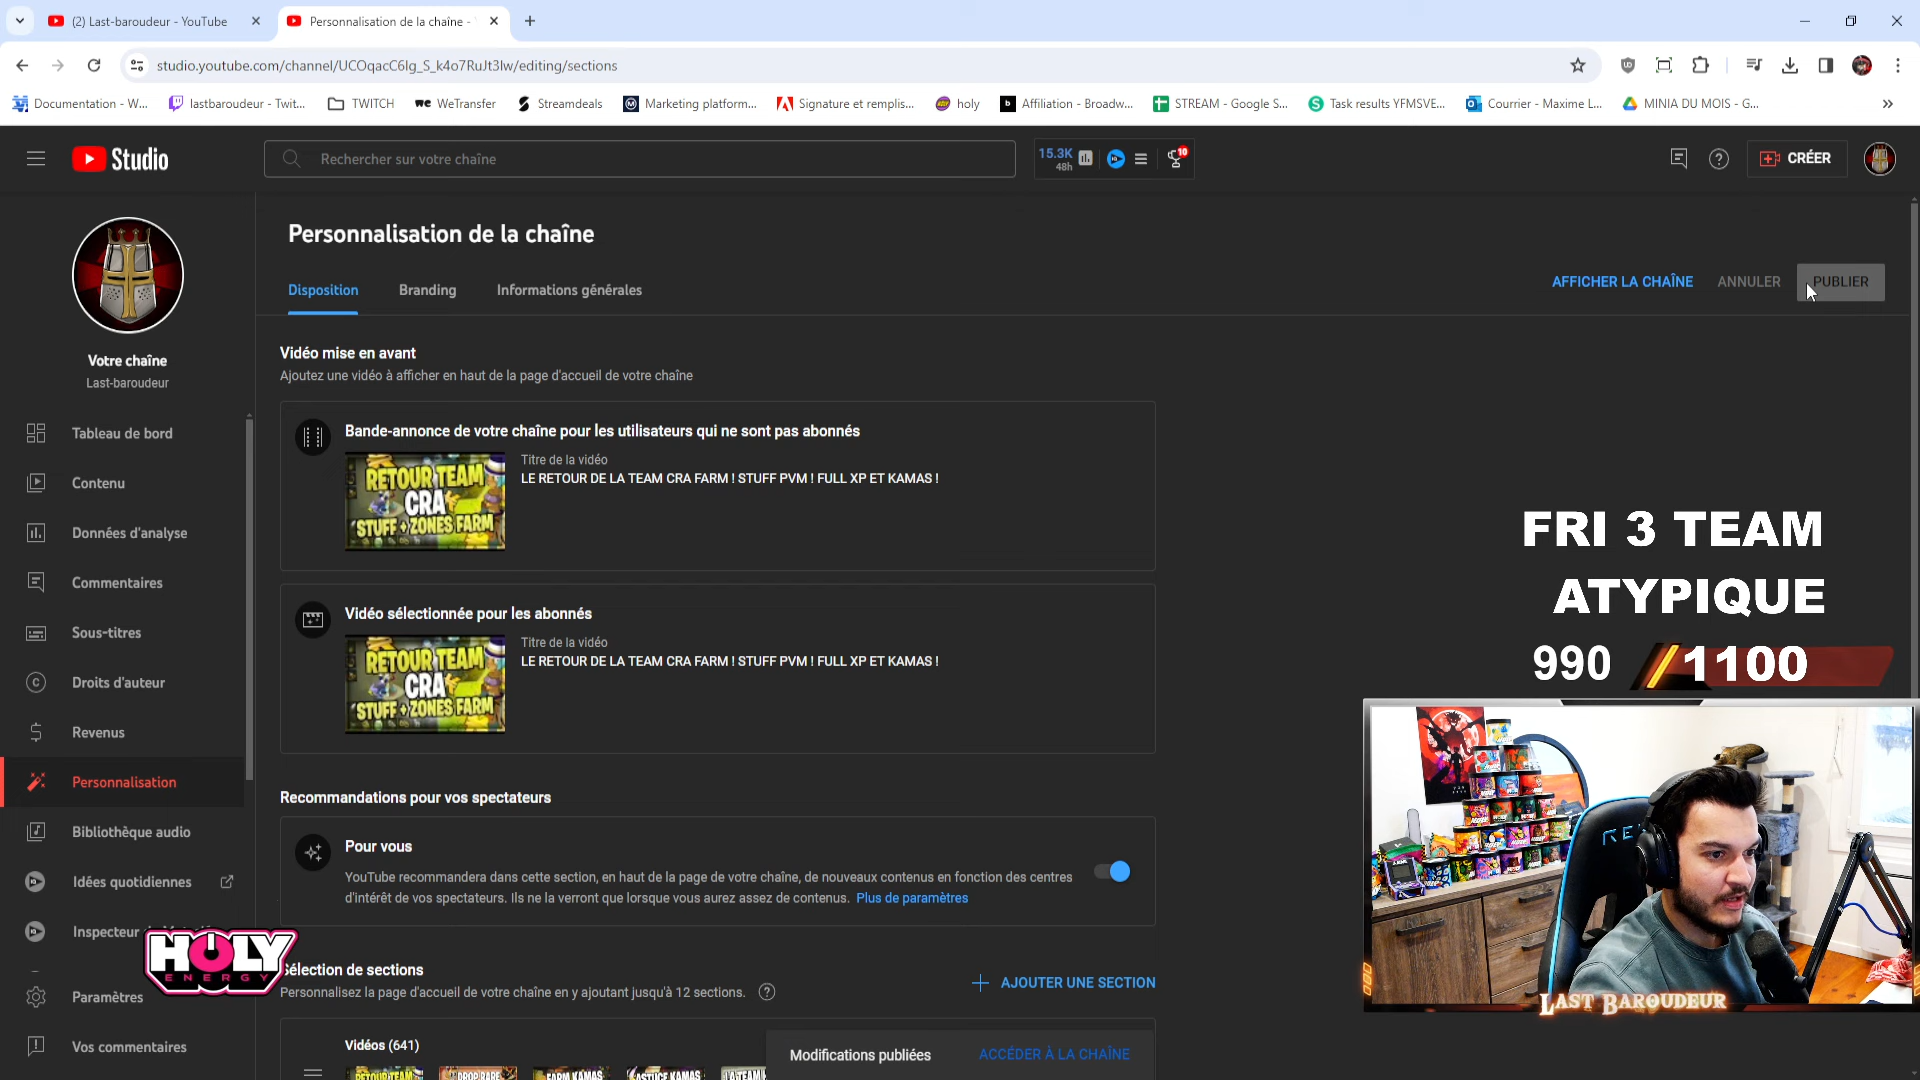 (2) Last-baroudeur - YouTube
Personnalisation de la chaîne -
studio.youtube.com/channel/UCOqacC6lg_S_k4o7RuJt3lw/editing/sections
Documentation - W...
lastbaroudeur - Twit...
TWITCH
WeTransfer
Streamdeals
Marketing platform...
Signature et remplis...
holy
Affiliation - Broadw...
STREAM - Google S...
Task results YFMSVE...
Courrier - Maxime L...
MINIA DU MOIS - G...
Studio
Rechercher sur votre chaîne
15.3K
48h
10
CRÉER
Personnalisation de la chaîne
Disposition
Branding
Informations générales
AFFICHER LA CHAÎNE
ANNULER
PUBLIER
Votre chaîne
Last-baroudeur
Tableau de bord
Contenu
Données d'analyse
Commentaires
Sous-titres
Droits d'auteur
Revenus
Personnalisation
Bibliothèque audio
Idées quotidiennes
Inspecteur
Paramètres
Vos commentaires
HOLY
ENERGY
Vidéo mise en avant
Ajoutez une vidéo à afficher en haut de la page d'accueil de votre chaîne
Bande-annonce de votre chaîne pour les utilisateurs qui ne sont pas abonnés
RETOUR TEAM
CRA
STUFF + ZONES FARM
Titre de la vidéo
LE RETOUR DE LA TEAM CRA FARM ! STUFF PVM ! FULL XP ET KAMAS !
Vidéo sélectionnée pour les abonnés
RETOUR TEAM
CRA
STUFF + ZONES FARM
Titre de la vidéo
LE RETOUR DE LA TEAM CRA FARM ! STUFF PVM ! FULL XP ET KAMAS !
Recommandations pour vos spectateurs
Pour vous
YouTube recommandera dans cette section, en haut de la page de votre chaîne, de nouveaux contenus en fonction des centres
d'intérêt de vos spectateurs. Ils ne la verront que lorsque vous aurez assez de contenus. Plus de paramètres
Sélection de sections
Personnalisez la page d'accueil de votre chaîne en y ajoutant jusqu'à 12 sections.
AJOUTER UNE SECTION
Vidéos (641)
RETOUR TEAM
DROP RARE
FARM KAMAS
ASTUCE KAMAS
Modifications publiées
ACCÉDER À LA CHAÎNE
FRI 3 TEAM
ATYPIQUE
990
1100
LAST BAROUDEUR